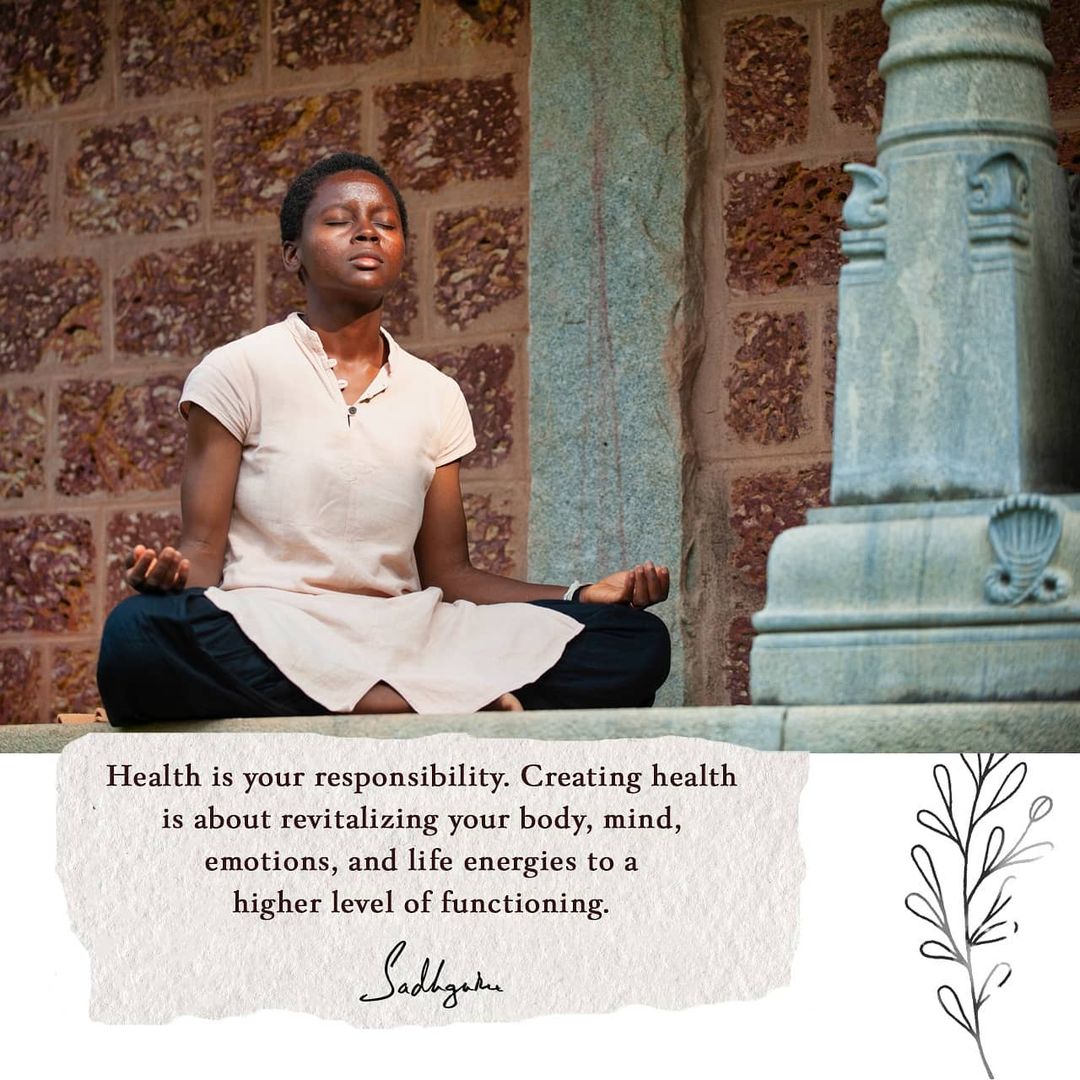 Health is your responsibility. Creating health
is about revitalizing your body, mind,
emotions, and life energies to a
higher level of functioning.
Sadhguru